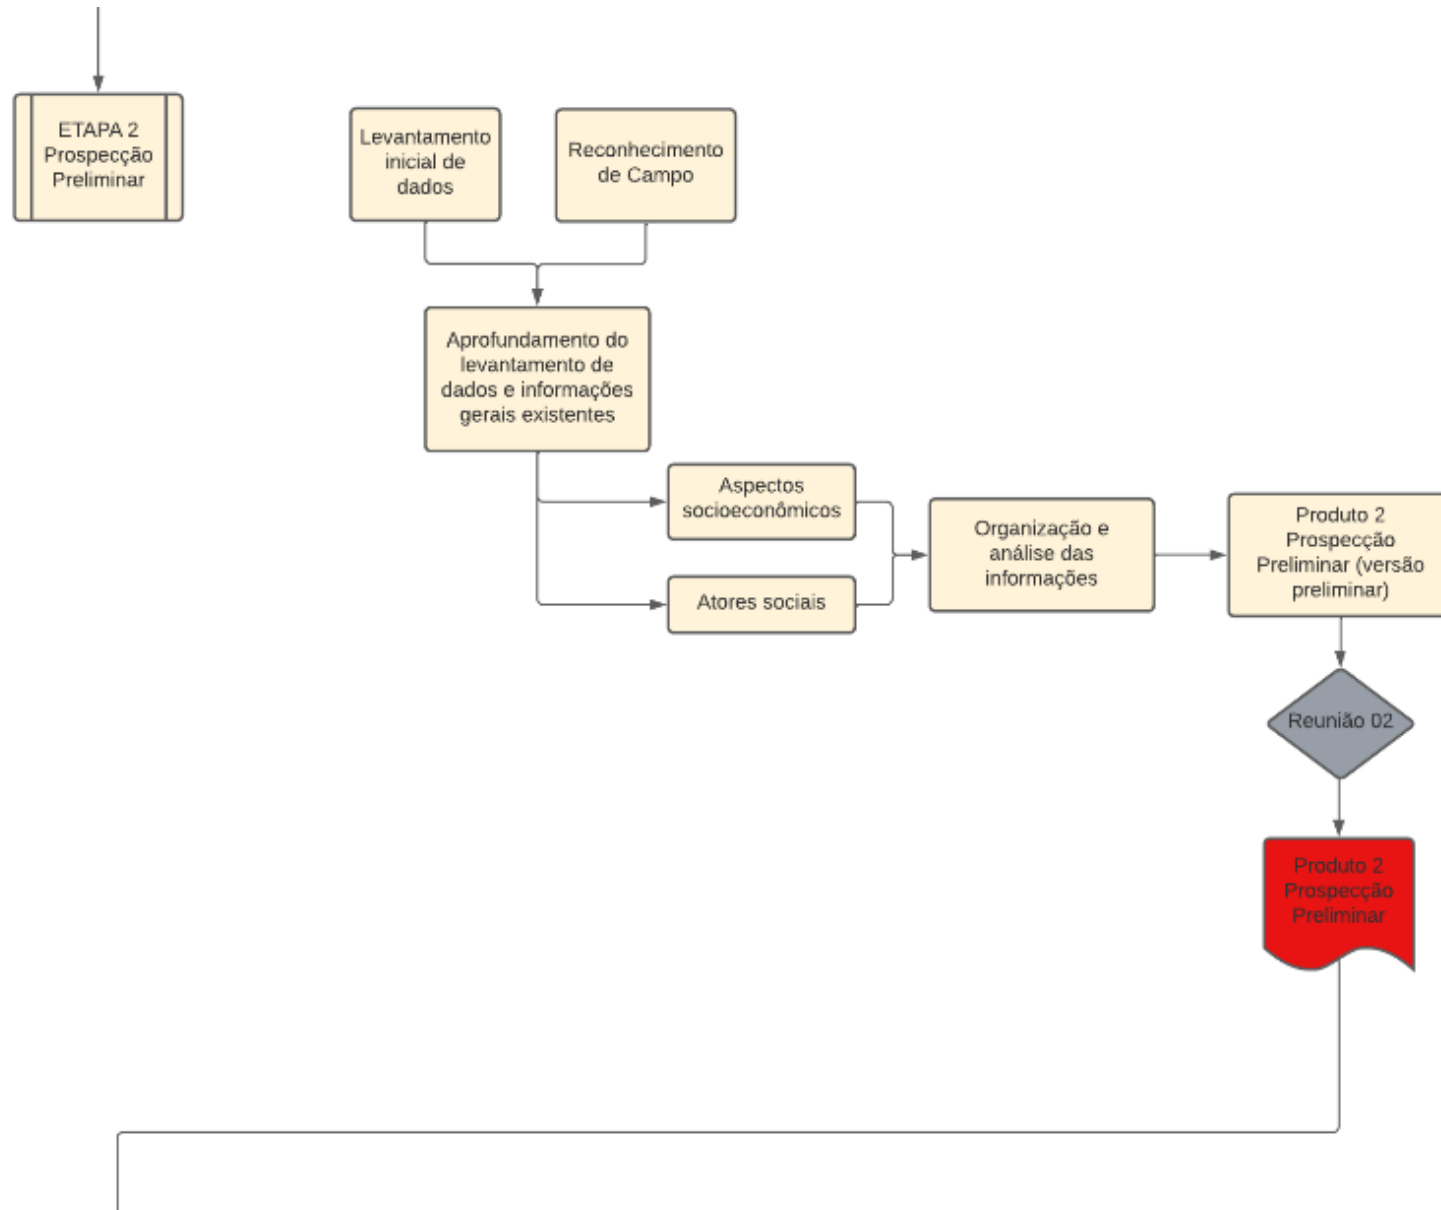 ETAPA 2
Prospecção
Preliminar
Levantamento
inicial de
dados
Reconhecimento
de Campo
Aprofundamento do
levantamento de
dados e informações
gerais existentes
Aspectos
socioeconômicos
Atores sociais
Organização e
análise das
informações
Produto 2
Prospecção
Preliminar (versão
preliminar)
Reunião 02
Produto 2
Prospecção
Preliminar